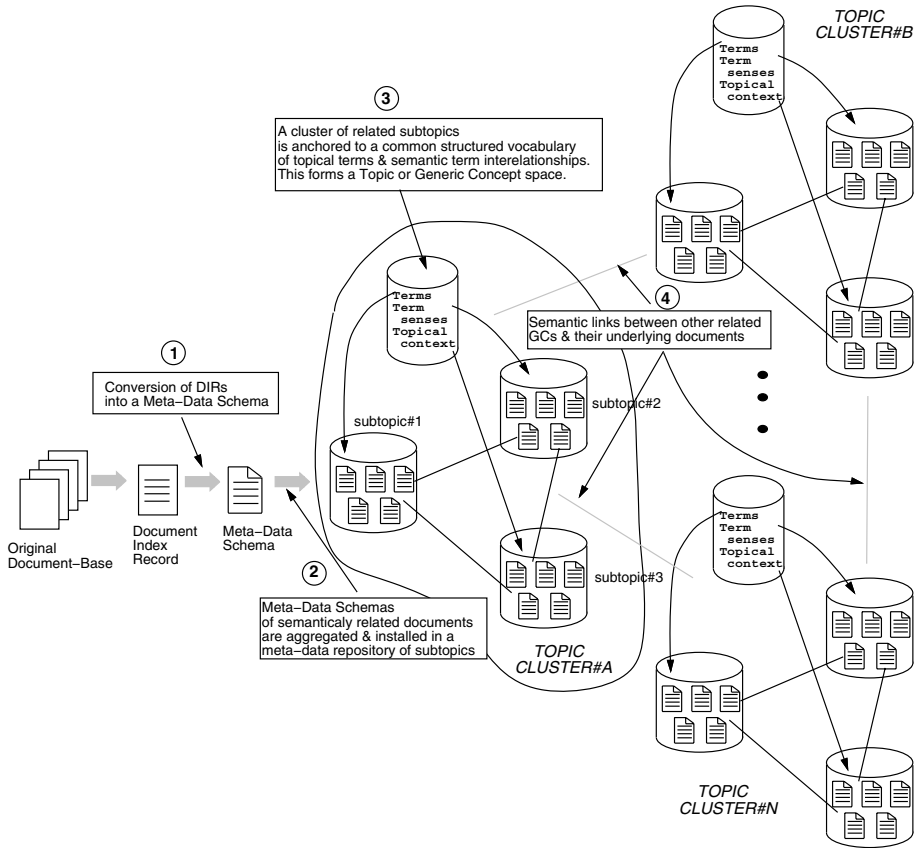 TOPIC
CLUSTER#B
Terms
Term
senses
Topical
context
3
A cluster of related subtopics
is anchored to a common structured vocabulary
of topical terms & semantic term interelationships.
This forms a Topic or Generic Concept space.
Terms
Term
senses
Topical
context
4
Semantic links between other related
GCs & their underlying documents
1
Conversion of DIRs
into a Meta-Data Schema
subtopic#1
subtopic#2
subtopic#3
Original
Document-Base
Document
Index
Record
Meta-Data
Schema
2
Meta-Data Schemas
of semanticaly related documents
are aggregated & installed in a
meta-data repository of subtopics
TOPIC
CLUSTER#A
Terms
Term
senses
Topical
context
TOPIC
CLUSTER#N